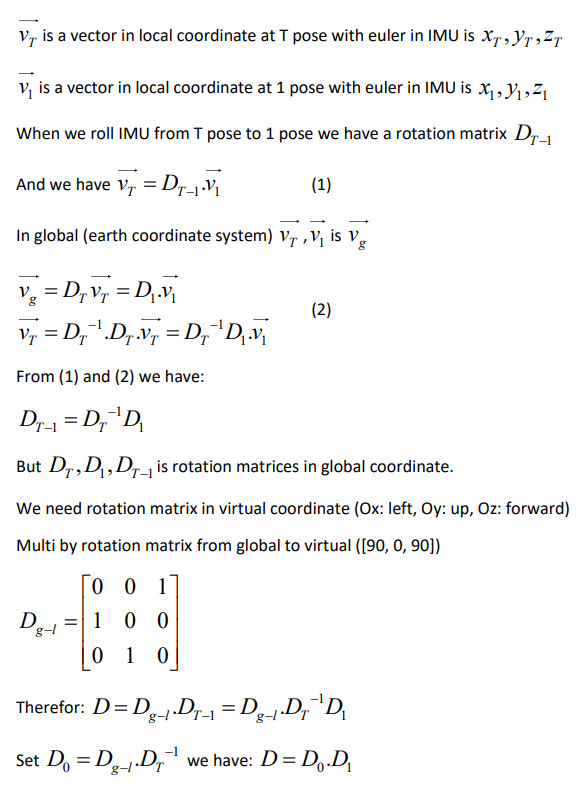 $\overrightarrow{v_T}$ is a vector in local coordinate at T pose with euler in IMU is $x_T, y_T, z_T$
$\overrightarrow{v_1}$ is a vector in local coordinate at 1 pose with euler in IMU is $x_1, y_1, z_1$
When we roll IMU from T pose to 1 pose we have a rotation matrix $D_{T-1}$
And we have $\overrightarrow{v_T} = D_{T-1}.\overrightarrow{v_1}$ (1)
In global (earth coordinate system) $\overrightarrow{v_T}, \overrightarrow{v_1}$ is $\overrightarrow{v_g}$
$\overrightarrow{v_g} = D_T \overrightarrow{v_T} = D_1.\overrightarrow{v_1}$
$\overrightarrow{v_T} = D_T^{-1}.D_T.\overrightarrow{v_T} = D_T^{-1} D_1.\overrightarrow{v_1}$ (2)
From (1) and (2) we have:
$D_{T-1} = D_T^{-1} D_1$
But $D_T, D_1, D_{T-1}$ is rotation matrices in global coordinate.
We need rotation matrix in virtual coordinate (Ox: left, Oy: up, Oz: forward)
Multi by rotation matrix from global to virtual ([90, 0, 90])
$D_{g-l} = \begin{bmatrix} 0 & 0 & 1 \\ 1 & 0 & 0 \\ 0 & 1 & 0 \end{bmatrix}$
Therefor: $D = D_{g-l}.D_{T-1} = D_{g-l}.D_T^{-1} D_1$
Set $D_0 = D_{g-l}.D_T^{-1}$ we have: $D = D_0.D_1$